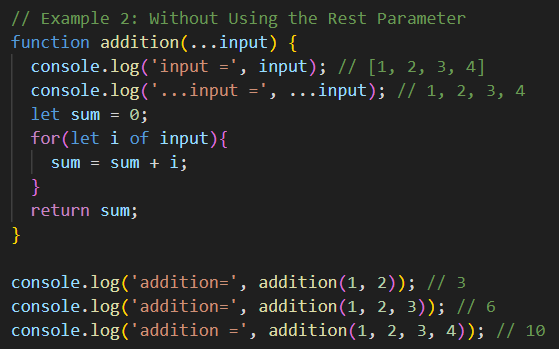 // Example 2: Without Using the Rest Parameter
function addition(...input) {
  console.log('input =', input); // [1, 2, 3, 4]
  console.log('...input =', ...input); // 1, 2, 3, 4
  let sum = 0;
  for(let i of input){
    sum = sum + i;
  }
  return sum;
}

console.log('addition=', addition(1, 2)); // 3
console.log('addition=', addition(1, 2, 3)); // 6
console.log('addition =', addition(1, 2, 3, 4)); // 10